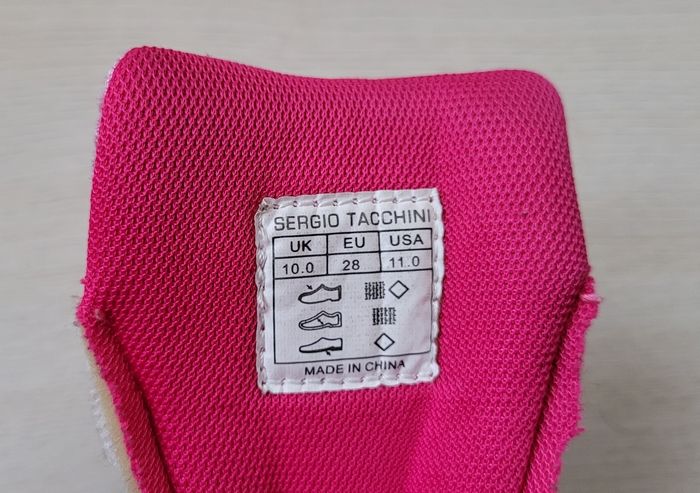 SERGIO TACCHINI
UK EU USA
10.0 28 11.0
MADE IN CHINA